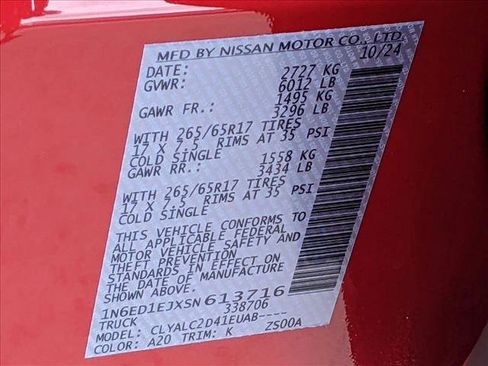 MFD BY NISSAN MOTOR CO., LTD.
DATE: 10/24
GVWR: 2727 KG
6012 LB
GAWR FR.: 1495 KG
3296 LB
WITH 265/65R17 TIRES
17 X 7.5 RIMS AT 35 PSI
COLD SINGLE
GAWR RR.: 1558 KG
3434 LB
WITH 265/65R17 TIRES
17 X 7.5 RIMS AT 35 PSI
COLD SINGLE
THIS VEHICLE CONFORMS TO
ALL APPLICABLE FEDERAL
MOTOR VEHICLE SAFETY AND
THEFT PREVENTION
STANDARDS IN EFFECT ON
THE DATE OF MANUFACTURE
SHOWN ABOVE.
1N6ED1EJXSN613716
TRUCK 338706
MODEL: CLYALC2D41EUAB----
COLOR: A20 TRIM: K ZS00A